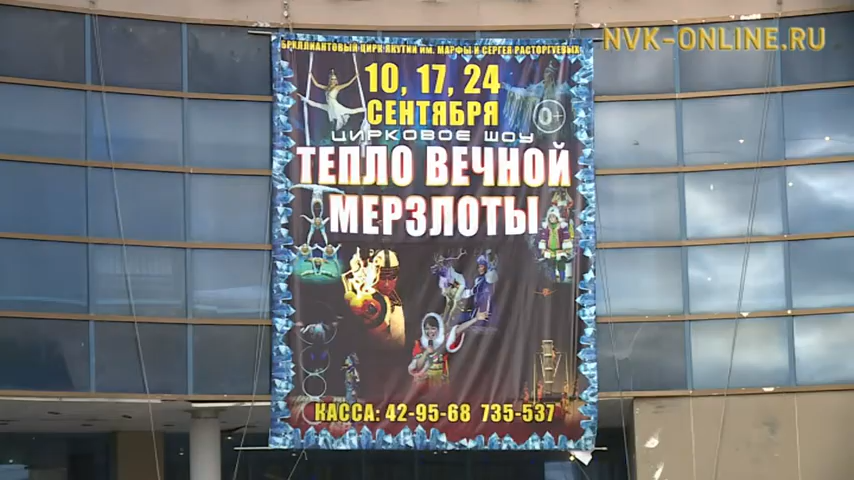 NVK-ONLINE.RU
БРИЛЛИАНТОВЫЙ ЦИРК ЯКУТИИ ИМ. МАРФЫ И СЕРГЕЯ РАСТОРГУЕВЫХ
10, 17, 24
СЕНТЯБРЯ
0+
ЦИРКОВОЕ ШОУ
ТЕПЛО ВЕЧНОЙ
МЕРЗЛОТЫ
КАССА: 42-95-68 735-537